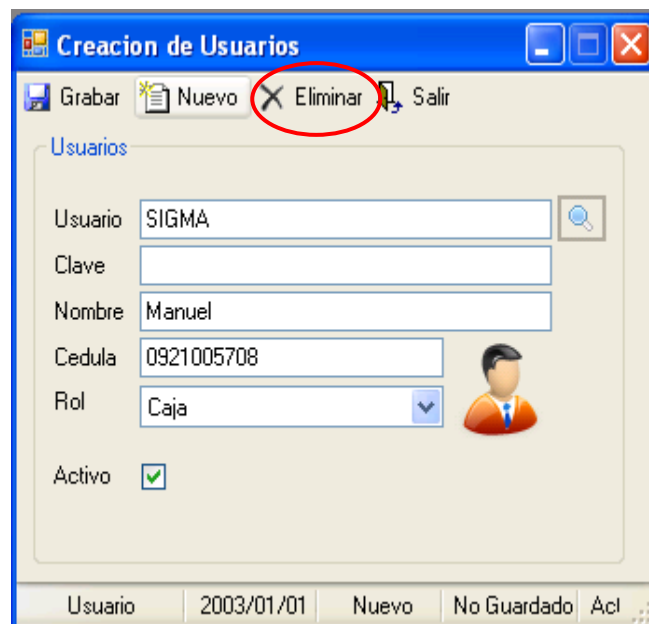 Creacion de Usuarios
Grabar Nuevo Eliminar Salir
Usuarios
Usuario SIGMA
Clave
Nombre Manuel
Cedula 0921005708
Rol Caja
Activo
Usuario 2003/01/01 Nuevo No Guardado Act